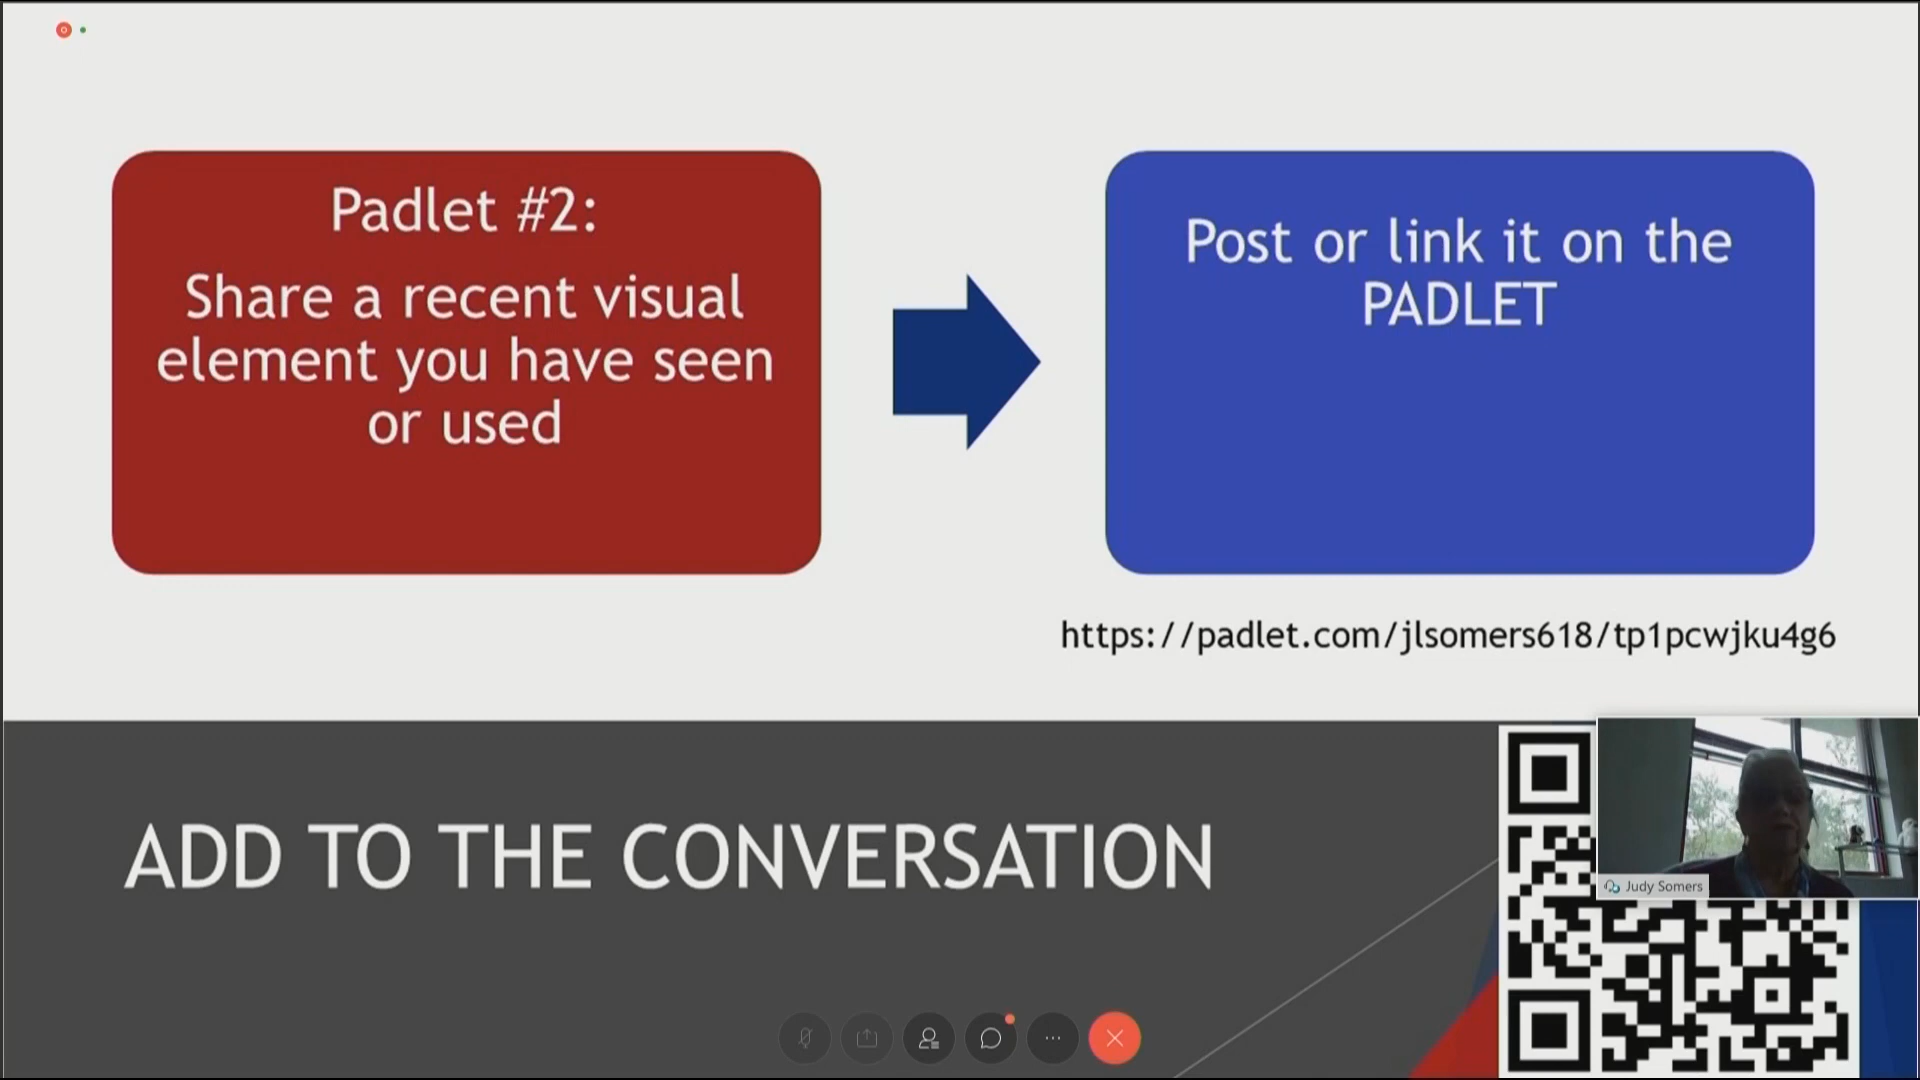 Padlet #2:
Share a recent visual
element you have seen
or used
Post or link it on the
PADLET
https://padlet.com/jlsomers618/tp1pcwjku4g6
ADD TO THE CONVERSATION
Judy Somers